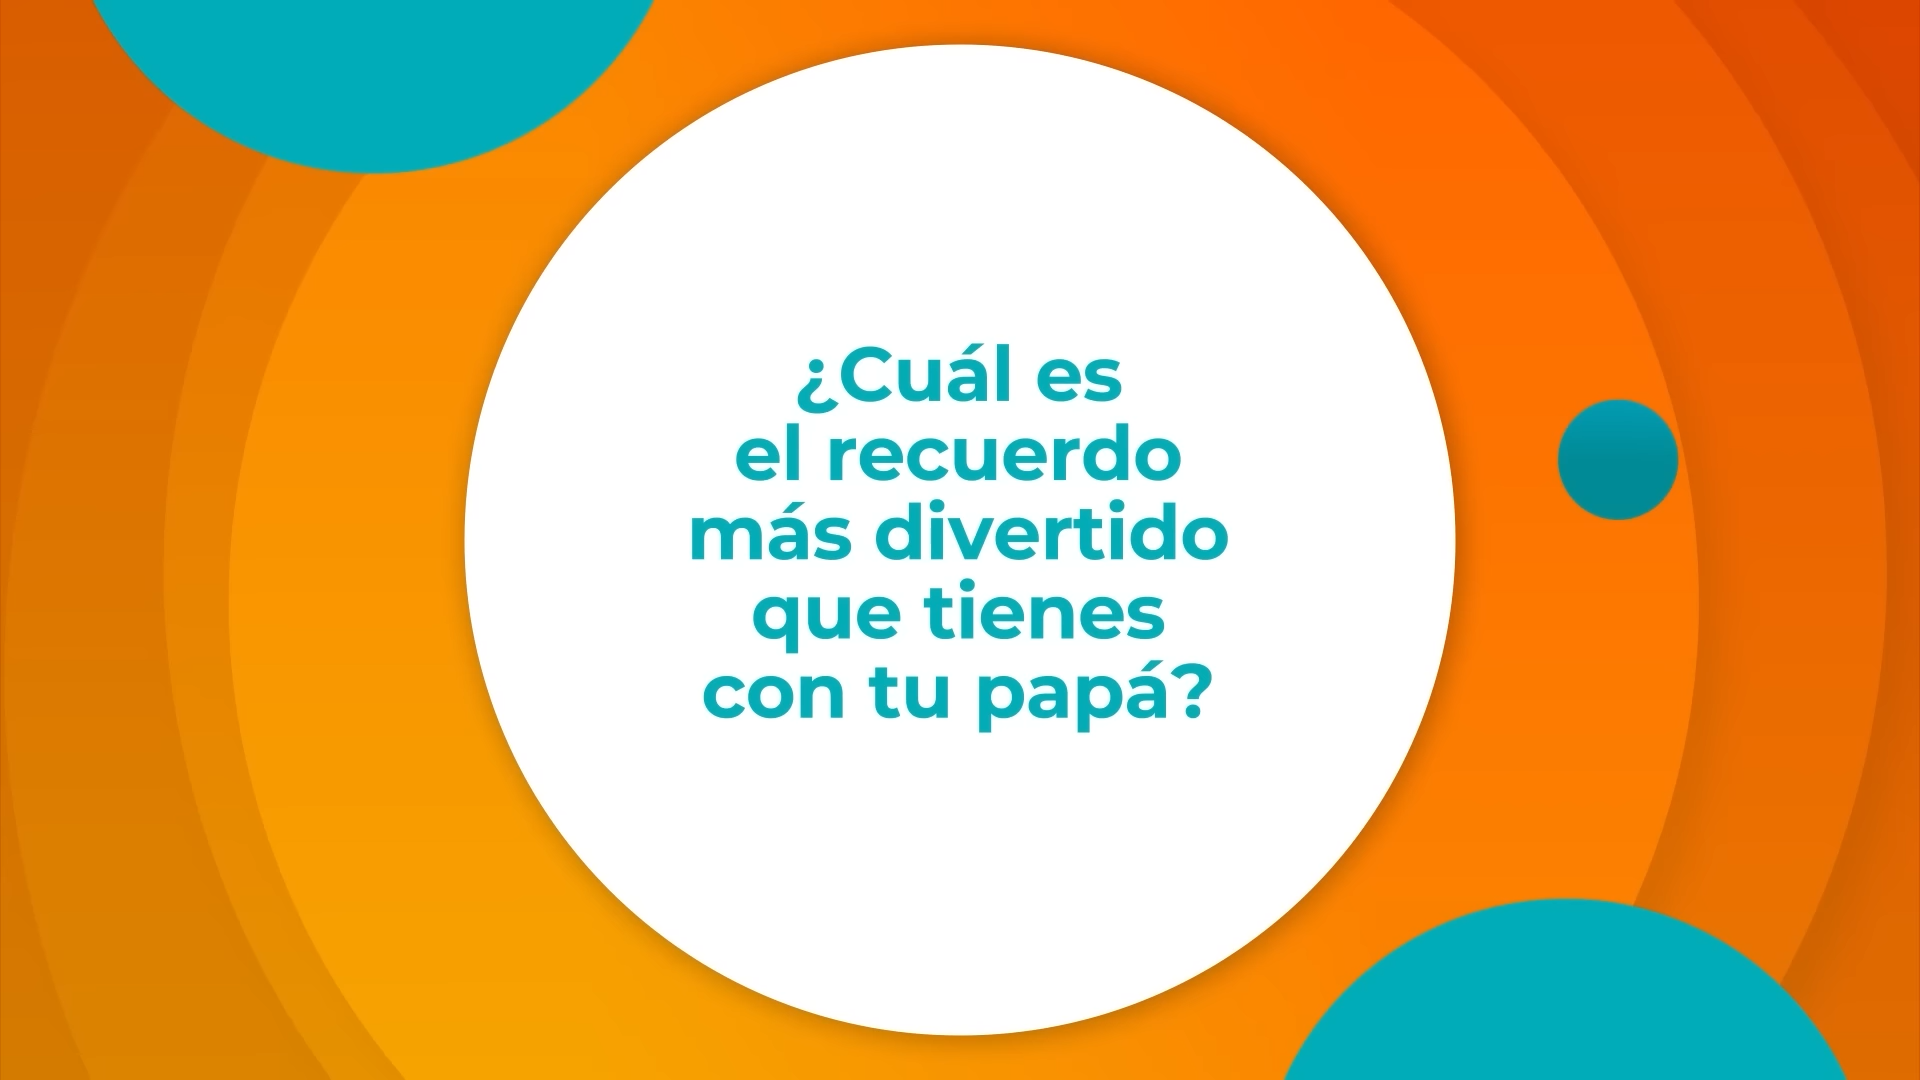 ¿Cuál es
el recuerdo
más divertido
que tienes
con tu papá?